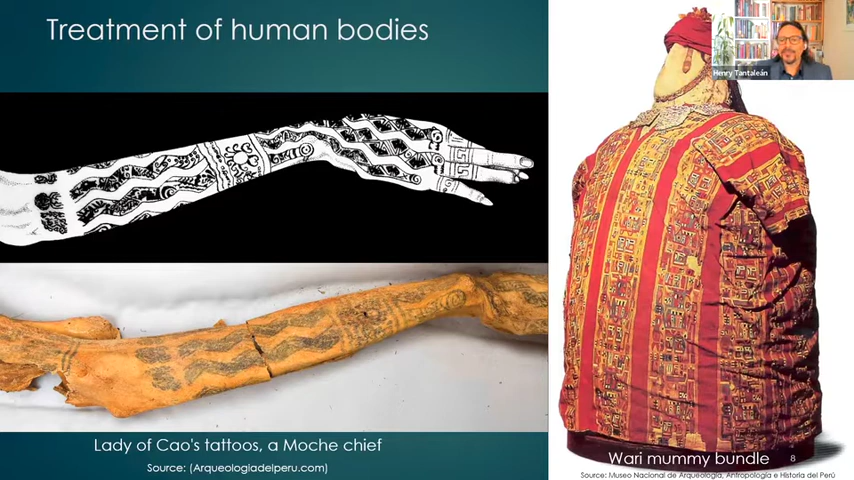 Treatment of human bodies
Henry Tantaleán
Lady of Cao's tattoos, a Moche chief
Source: (Arqueologiadelperu.com)
Wari mummy bundle
8
Source: Museo Nacional de Arqueología, Antropología e Historia del Perú